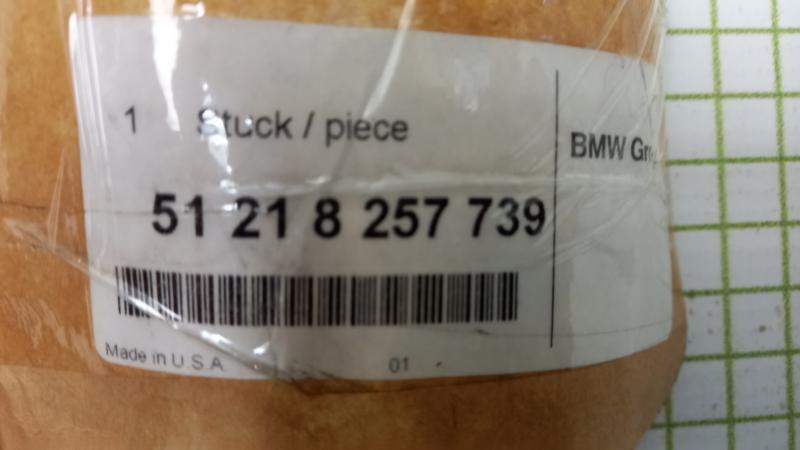 1 Stuck / piece
BMW Gr
51 21 8 257 739
Made in U.S.A
01